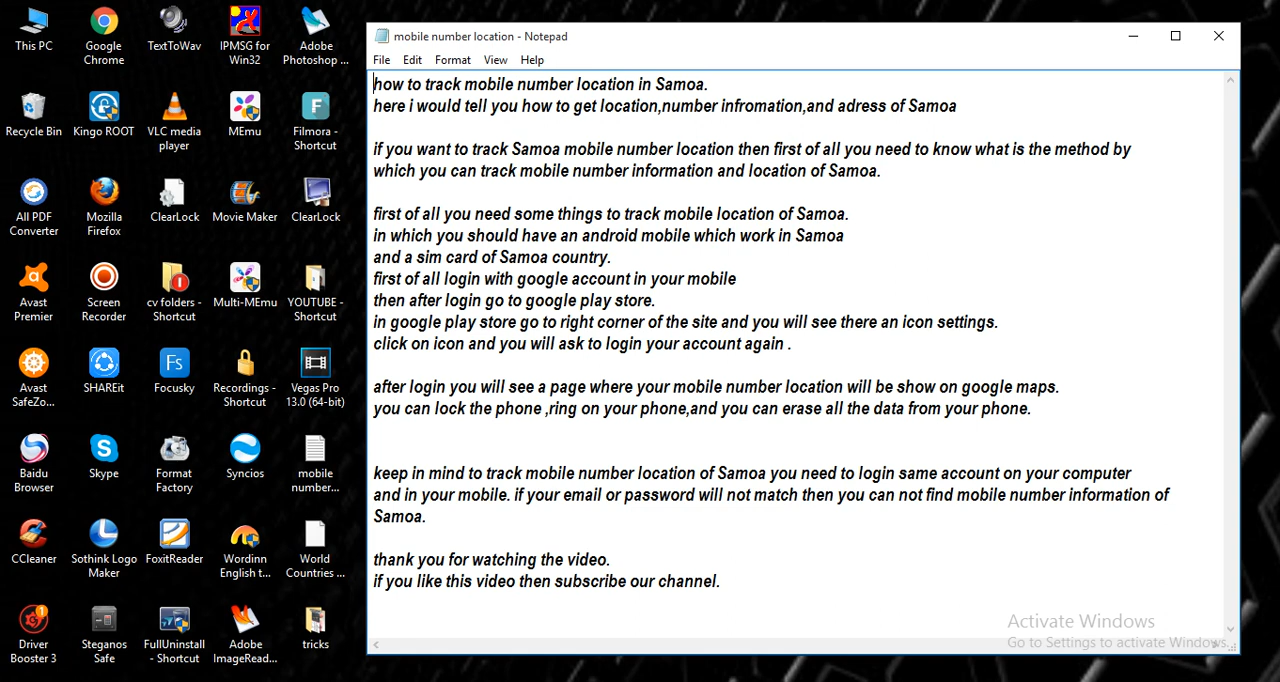 This PC
Google Chrome
TextToWav
IPMSG for Win32
Adobe Photoshop ...
Recycle Bin
Kingo ROOT
VLC media player
MEmu
Filmora - Shortcut
All PDF Converter
Mozilla Firefox
ClearLock
Movie Maker
ClearLock
Avast Premier
Screen Recorder
cv folders - Shortcut
Multi-MEmu
YOUTUBE - Shortcut
Avast SafeZo...
SHAREit
Focusky
Recordings - Shortcut
Vegas Pro 13.0 (64-bit)
Baidu Browser
Skype
Format Factory
Syncios
mobile number...
CCleaner
Sothink Logo Maker
FoxitReader
Wordinn English t...
World Countries ...
Driver Booster 3
Steganos Safe
FullUninstall - Shortcut
Adobe ImageRead...
tricks
mobile number location - Notepad
File Edit Format View Help
how to track mobile number location in Samoa.
here i would tell you how to get location,number infromation,and adress of Samoa
if you want to track Samoa mobile number location then first of all you need to know what is the method by
which you can track mobile number information and location of Samoa.
first of all you need some things to track mobile location of Samoa.
in which you should have an android mobile which work in Samoa
and a sim card of Samoa country.
first of all login with google account in your mobile
then after login go to google play store.
in google play store go to right corner of the site and you will see there an icon settings.
click on icon and you will ask to login your account again .
after login you will see a page where your mobile number location will be show on google maps.
you can lock the phone ,ring on your phone,and you can erase all the data from your phone.
keep in mind to track mobile number location of Samoa you need to login same account on your computer
and in your mobile. if your email or password will not match then you can not find mobile number information of
Samoa.
thank you for watching the video.
if you like this video then subscribe our channel.
Activate Windows
Go to Settings to activate Windows.